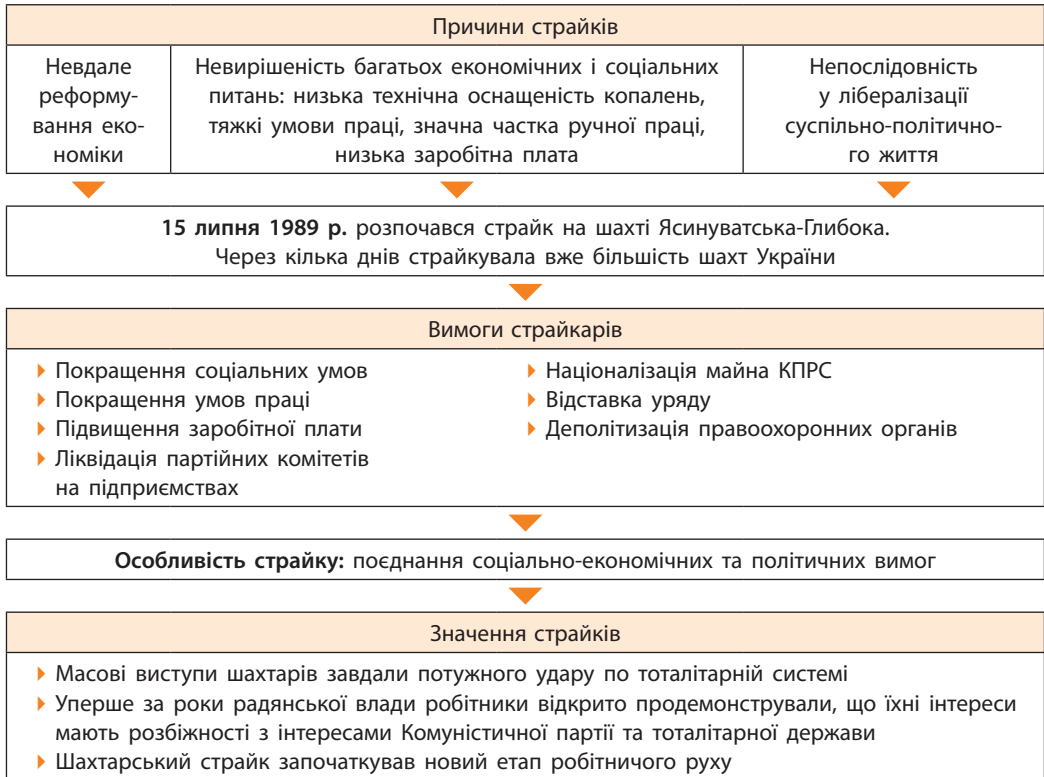 Причини страйків
Невдале
реформу-
вання еко-
номіки
Невирішеність багатьох економічних і соціальних
питань: низька технічна оснащеність копалень,
тяжкі умови праці, значна частка ручної праці,
низька заробітна плата
Непослідовність
у лібералізації
суспільно-політично-
го життя
15 липня 1989 р. розпочався страйк на шахті Ясинуватська-Глибока.
Через кілька днів страйкувала вже більшість шахт України
Вимоги страйкарів
Покращення соціальних умов
Покращення умов праці
Підвищення заробітної плати
Ліквідація партійних комітетів
на підприємствах
Націоналізація майна КПРС
Відставка уряду
Деполітизація правоохоронних органів
Особливість страйку: поєднання соціально-економічних та політичних вимог
Значення страйків
Масові виступи шахтарів завдали потужного удару по тоталітарній системі
Уперше за роки радянської влади робітники відкрито продемонстрували, що їхні інтереси
мають розбіжності з інтересами Комуністичної партії та тоталітарної держави
Шахтарський страйк започаткував новий етап робітничого руху